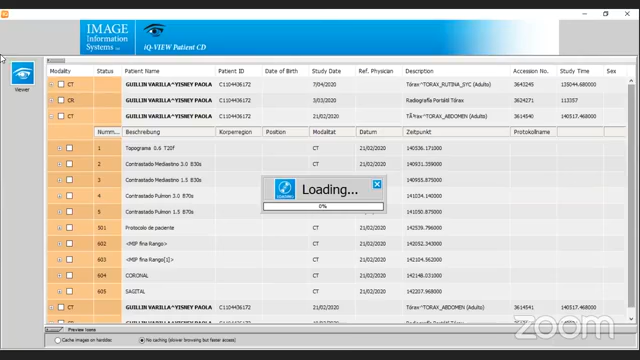 IMAGE
Information
Systems
iQ-VIEW Patient CD
Viewer
Modality Status Patient Name Patient ID Date of Birth Study Date Ref. Physician Description Accession No. Study Time Sex
CT GUILLIN VARILLA^YISNEY PAOLA C1104436172 7/04/2020 Tórax^TORAX_RUTINA_SYC (Adulto) 3643245 135044.680000
CR GUILLIN VARILLA^YISNEY PAOLA C1104436172 3/03/2020 Radiografia Portátil Tórax 3624271 113357
CT GUILLIN VARILLA^YISNEY PAOLA C1104436172 21/02/2020 TÃ³rax^TORAX_ABDOMEN (Adulto) 3614540 140517.468000
Numm... Beschreibung Korperregion Position Modalitat Datum Zeitpunkt Protokollname
1 Topograma 0.6 T20f CT 21/02/2020 140536.171000
2 Contrastado Mediastino 3.0 B30s 21/02/2020 140931.359000
3 Contrastado Mediastino 1.5 B30s 21/02/2020 140955.875000
4 Contrastado Pulmon 3.0 B70s 21/02/2020 141034.140000
5 Contrastado Pulmon 1.5 B70s 21/02/2020 141050.875000
501 Protocolo de paciente CT 21/02/2020 142539.796000
602 <MIP fina Rango> CT 21/02/2020 142052.343000
603 <MIP fina Rango[1]> CT 21/02/2020 142104.562000
604 CORONAL CT 21/02/2020 142148.031000
605 SAGITAL CT 21/02/2020 142207.968000
Loading...
0%
CT GUILLIN VARILLA^YISNEY PAOLA C1104436172 21/02/2020 Tórax^TORAX_ABDOMEN (Adulto) 3614541 140517.468000
Preview Icons
Cache images on harddisk
No caching (slower browsing but faster access)
zoom